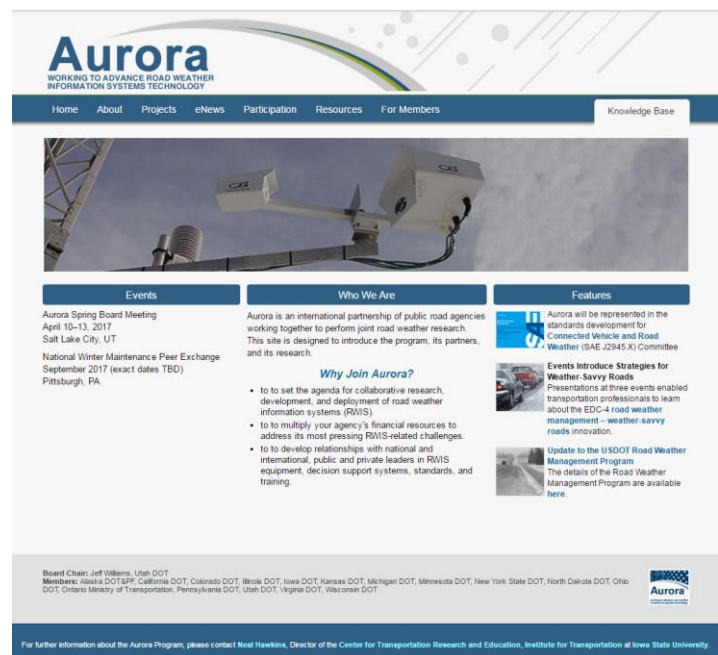 Aurora
WORKING TO ADVANCE ROAD WEATHER
INFORMATION SYSTEMS TECHNOLOGY
Home About Projects eNews Participation Resources For Members Knowledge Base
Events
Aurora Spring Board Meeting
April 10–13, 2017
Salt Lake City, UT
National Winter Maintenance Peer Exchange
September 2017 (exact dates TBD)
Pittsburgh, PA
Who We Are
Aurora is an international partnership of public road agencies
working together to perform joint road weather research.
This site is designed to introduce the program, its partners,
and its research.
Why Join Aurora?
• to to set the agenda for collaborative research,
development, and deployment of road weather
information systems (RWIS).
• to to multiply your agency's financial resources to
address its most pressing RWIS-related challenges.
• to to develop relationships with national and
international, public and private leaders in RWIS
equipment, decision support systems, standards, and
training.
Features
Aurora will be represented in the
standards development for
Connected Vehicle and Road
Weather (SAE J2945.X) Committee
Events Introduce Strategies for
Weather-Savvy Roads
Presentations at three events enabled
transportation professionals to learn
about the EDC-4 road weather
management – weather-savvy
roads innovation.
Update to the USDOT Road Weather
Management Program
The details of the Road Weather
Management Program are available
here.
Board Chair: Jeff Williams, Utah DOT
Members: Alaska DOT&PF, California DOT, Colorado DOT, Illinois DOT, Iowa DOT, Kansas DOT, Michigan DOT, Minnesota DOT, New York State DOT, North Dakota DOT, Ohio
DOT, Ontario Ministry of Transportation, Pennsylvania DOT, Utah DOT, Virginia DOT, Wisconsin DOT
Aurora
For further information about the Aurora Program, please contact Neal Hawkins, Director of the Center for Transportation Research and Education, Institute for Transportation at Iowa State University.